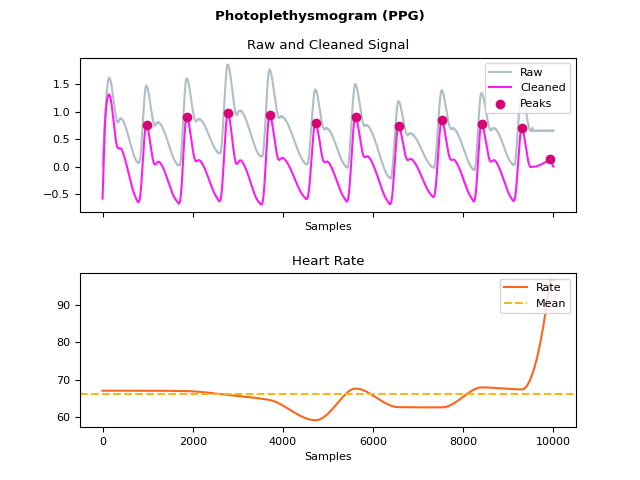 Photoplethysmogram (PPG)
Raw and Cleaned Signal
Raw
Cleaned
Peaks
1.5
1.0
0.5
0.0
−0.5
Samples
Heart Rate
Rate
Mean
90
80
70
60
0 2000 4000 6000 8000 10000
Samples